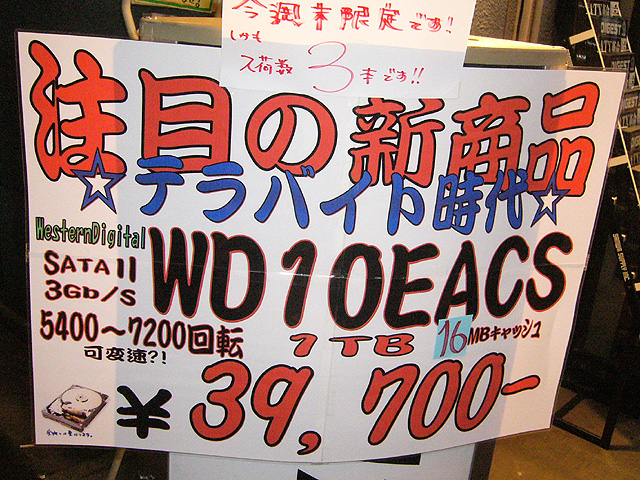 今週末限定です!!
しかも
入荷数 3本です!!
注目の新商品
☆テラバイト時代☆
WesternDigital
WD10EACS
SATA II
3Gb/S
5400～7200回転
可変速?!
1TB
16MBキャッシュ
¥39,700-